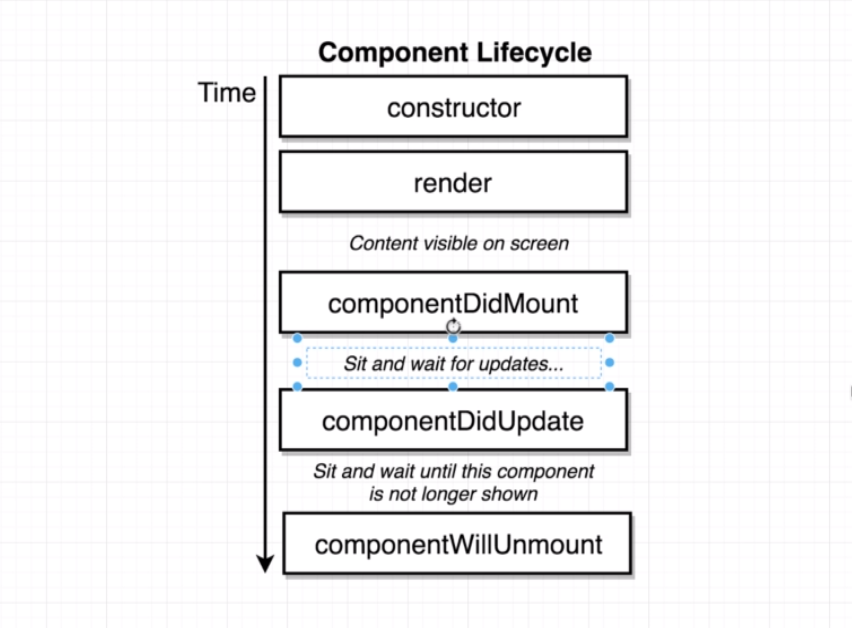 Component Lifecycle
Time
constructor
render
Content visible on screen
componentDidMount
Sit and wait for updates...
componentDidUpdate
Sit and wait until this component
is not longer shown
componentWillUnmount